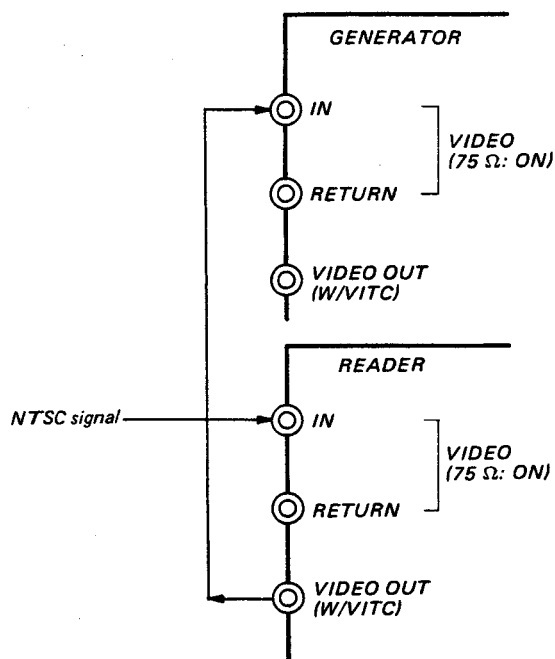 GENERATOR
IN
VIDEO
(75 Ω: ON)
RETURN
VIDEO OUT
(W/VITC)
READER
NTSC signal
IN
VIDEO
(75 Ω: ON)
RETURN
VIDEO OUT
(W/VITC)